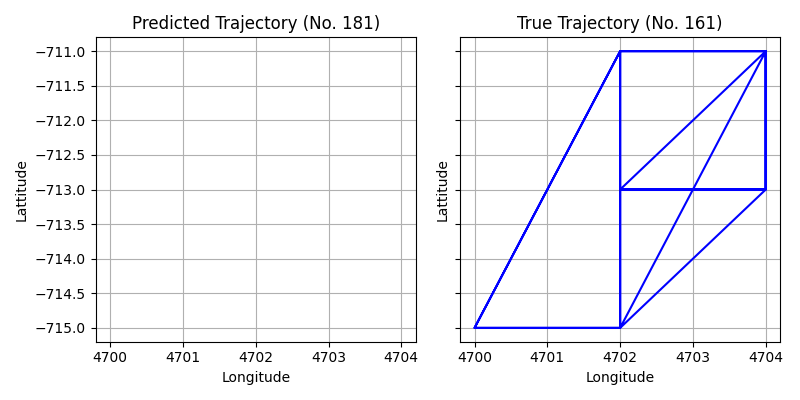 Predicted Trajectory (No. 181)
True Trajectory (No. 161)
−711.0
−711.5
−712.0
−712.5
−713.0
−713.5
−714.0
−714.5
−715.0
Lattitude
Lattitude
4700 4701 4702 4703 4704
4700 4701 4702 4703 4704
Longitude
Longitude